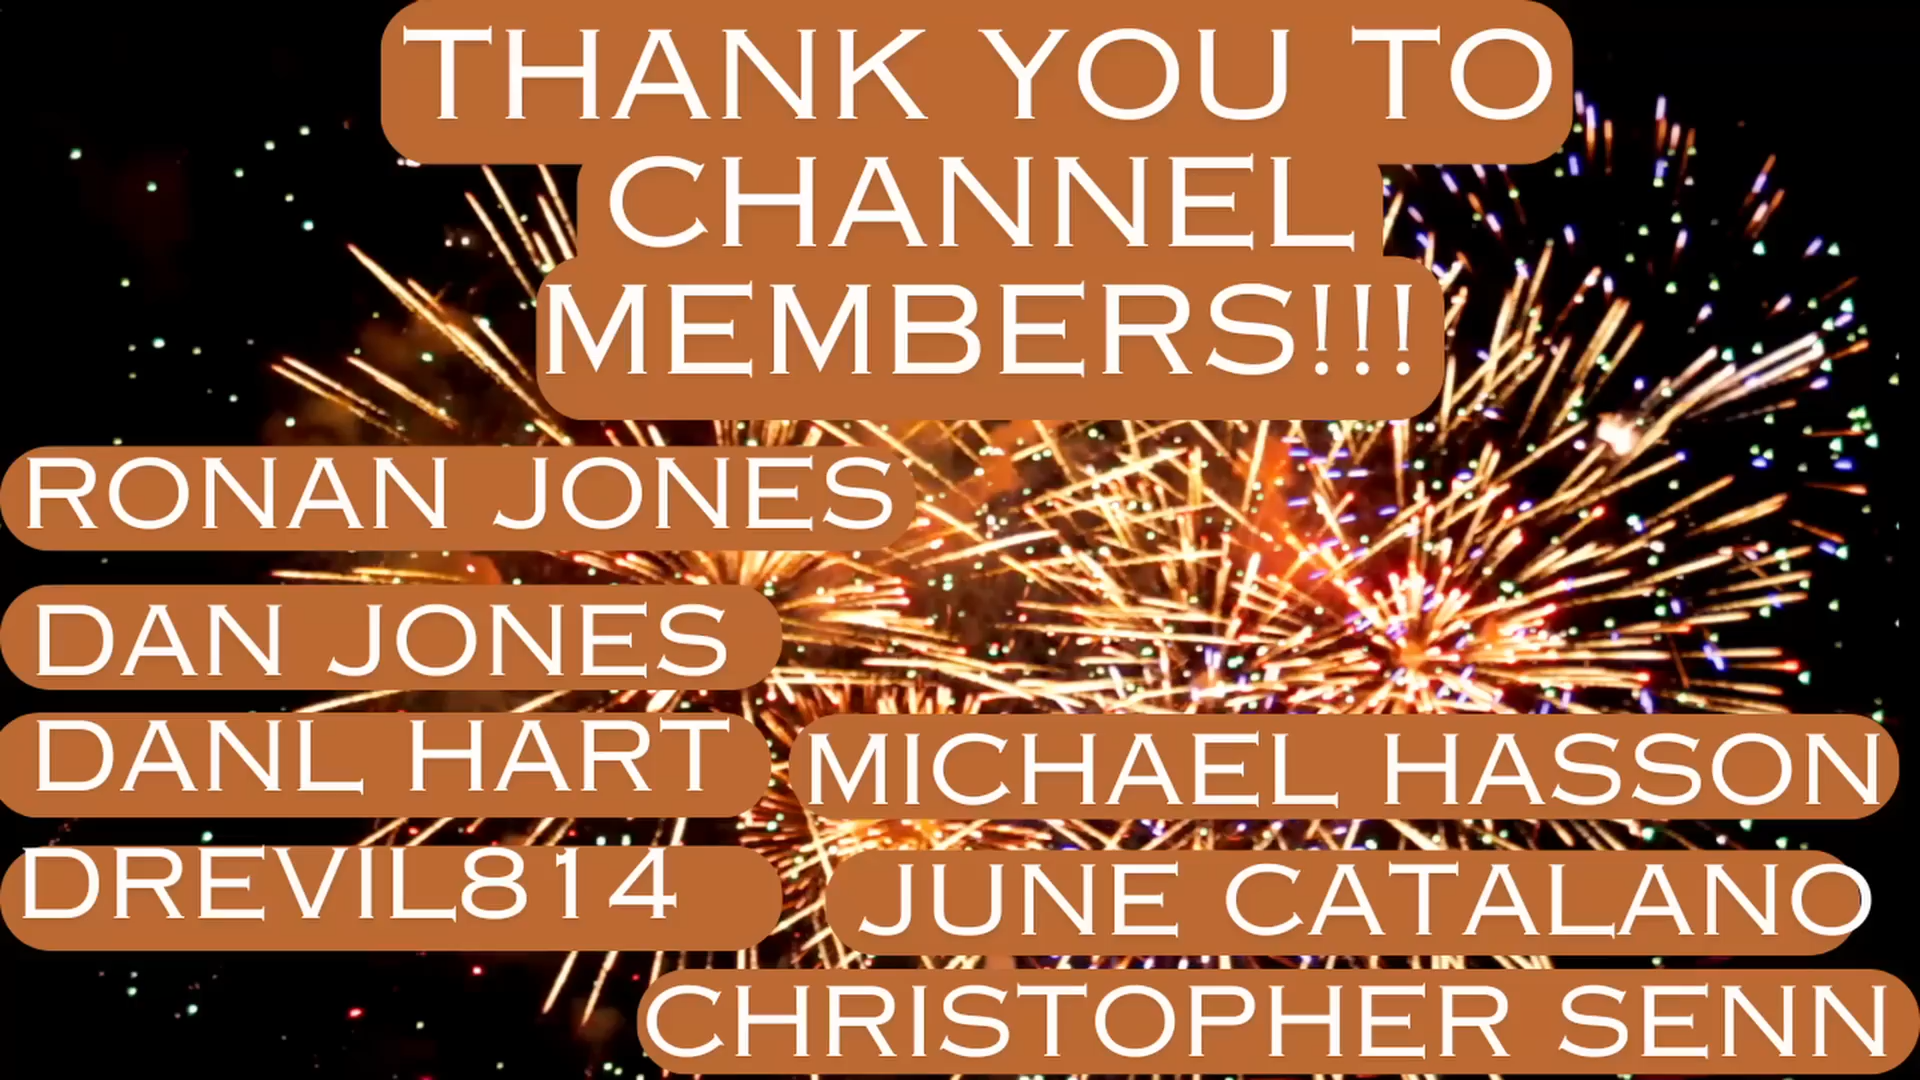 THANK YOU TO
CHANNEL
MEMBERS!!!
RONAN JONES
DAN JONES
DANL HART
MICHAEL HASSON
DREVIL814
JUNE CATALANO
CHRISTOPHER SENN